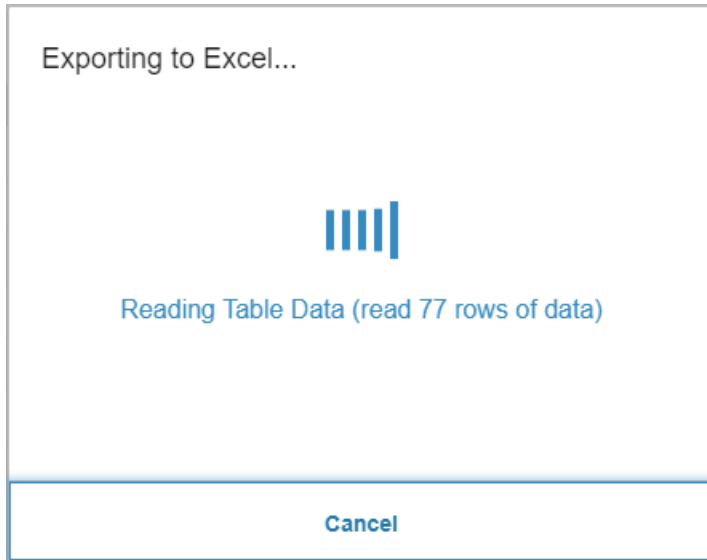 Exporting to Excel...
Reading Table Data (read 77 rows of data)
Cancel